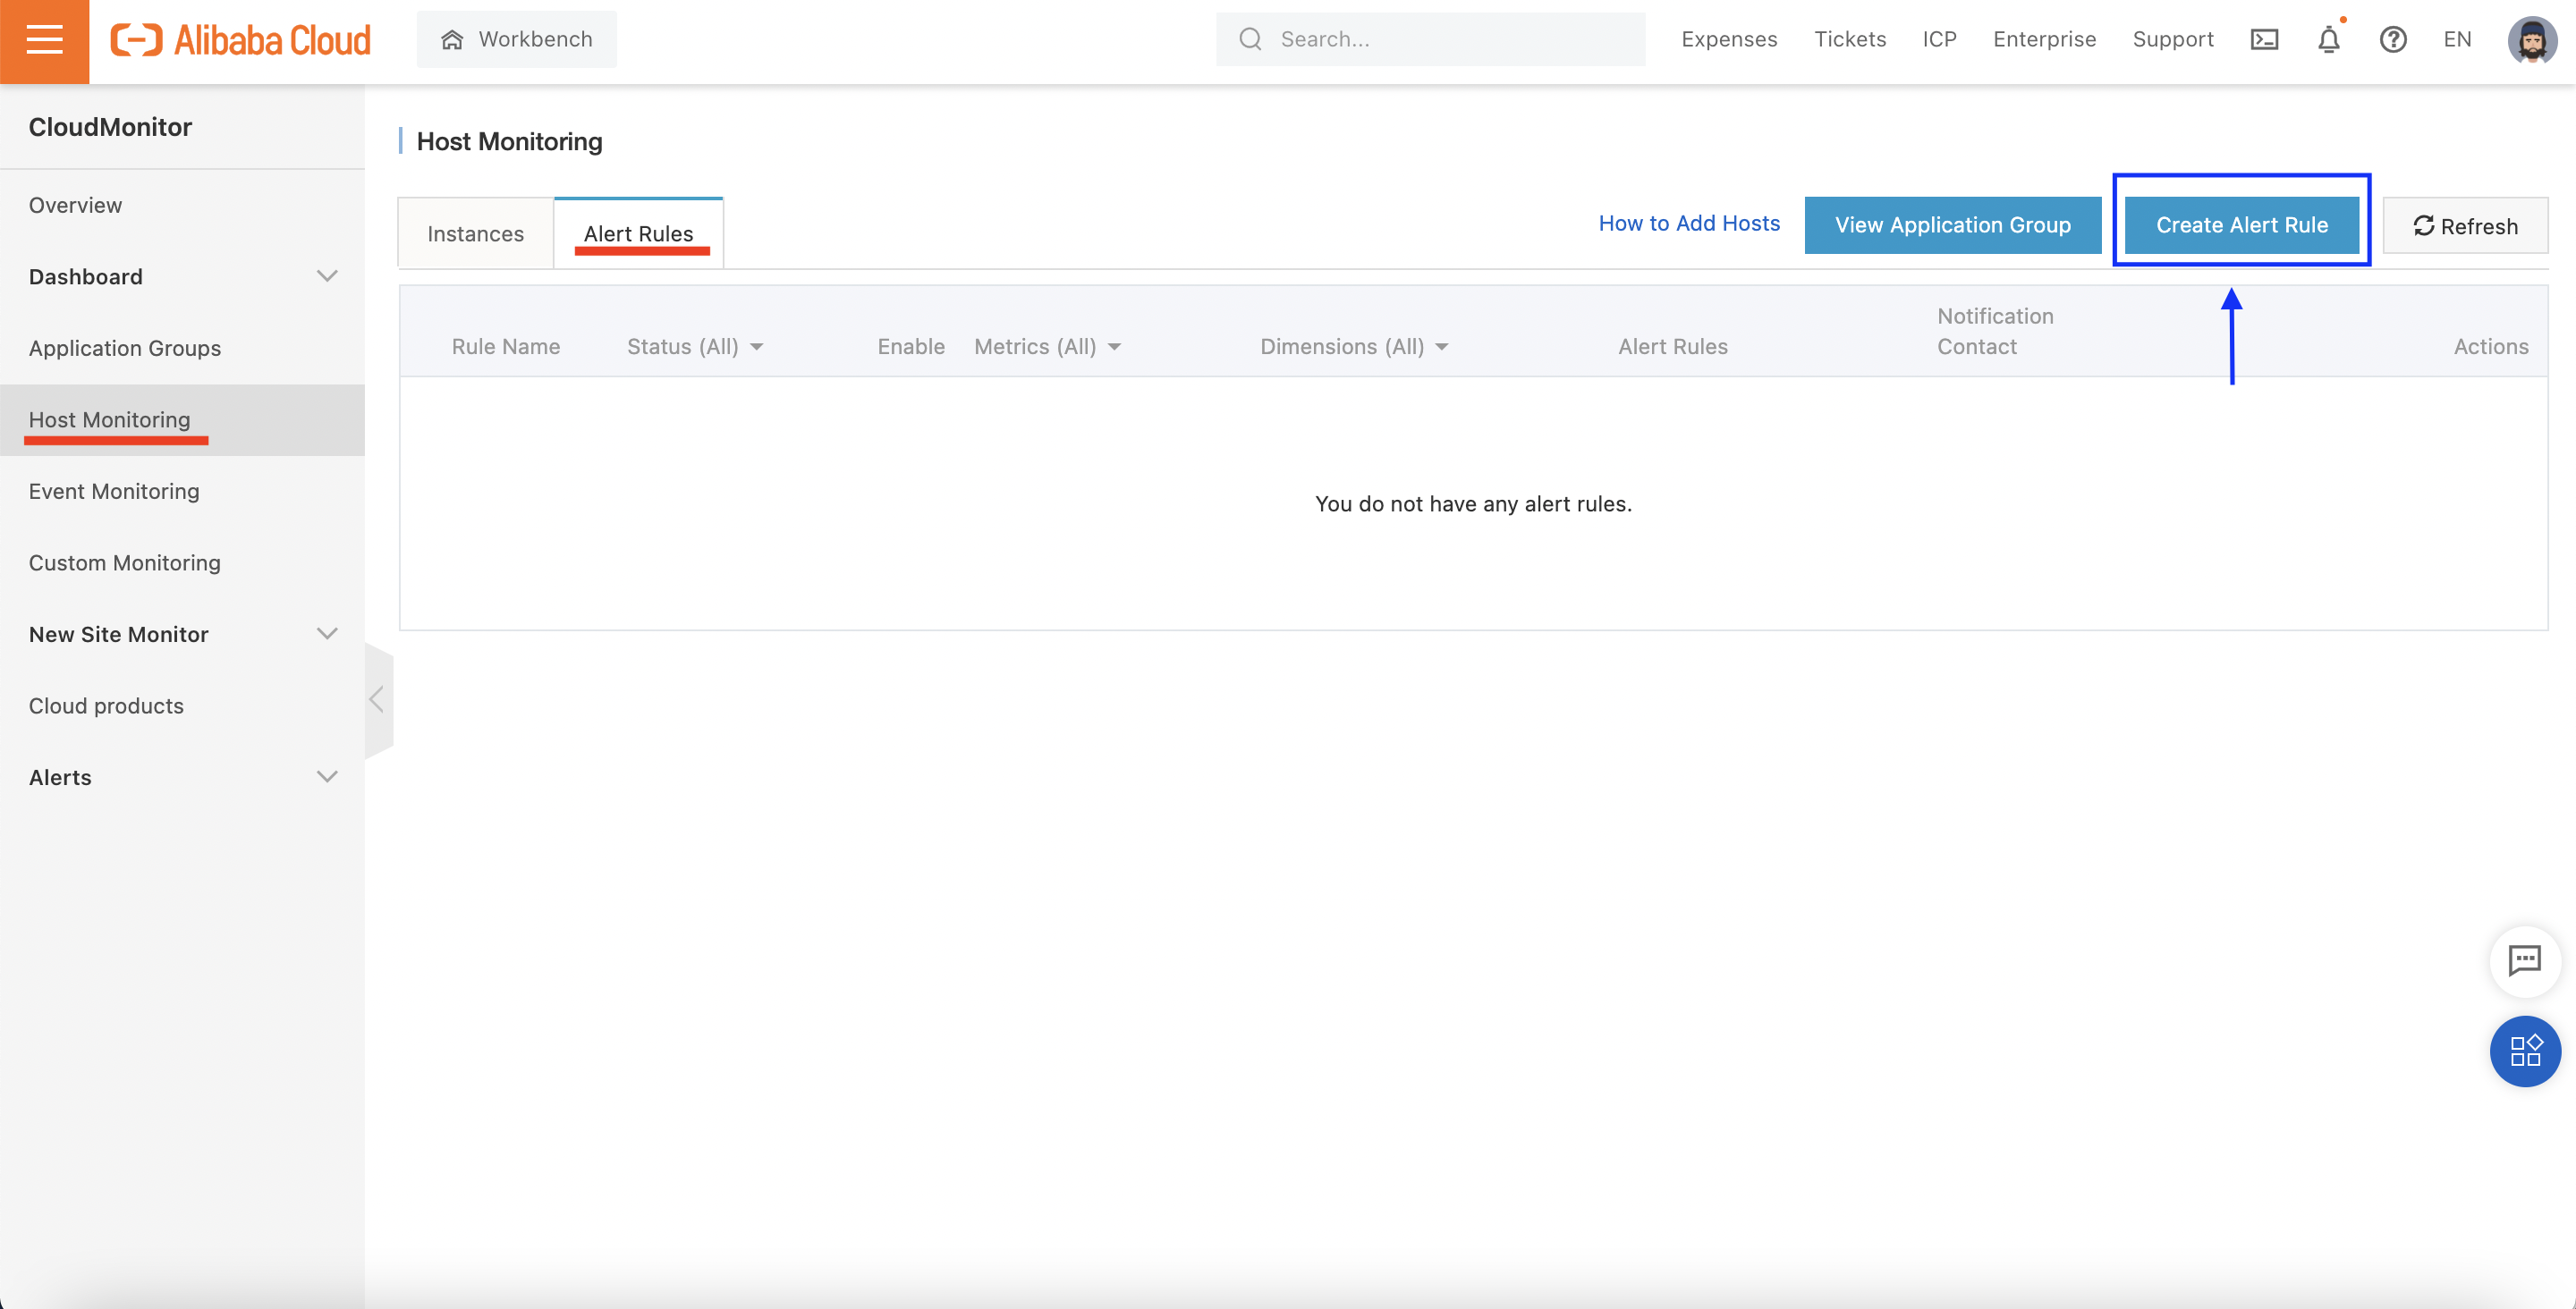 Alibaba Cloud
Workbench
Search...
Expenses
Tickets
ICP
Enterprise
Support
EN
CloudMonitor
Overview
Dashboard
Application Groups
Host Monitoring
Event Monitoring
Custom Monitoring
New Site Monitor
Cloud products
Alerts
Host Monitoring
Instances
Alert Rules
How to Add Hosts
View Application Group
Create Alert Rule
Refresh
Rule Name
Status (All)
Enable
Metrics (All)
Dimensions (All)
Alert Rules
Notification
Contact
Actions
You do not have any alert rules.